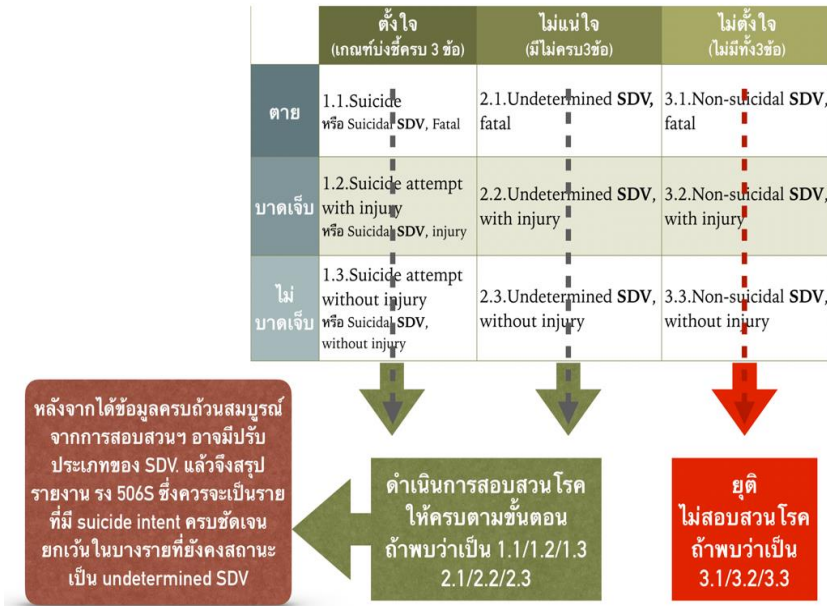 ตั้งใจ
(เกณฑ์บ่งชี้ครบ 3 ข้อ)
ไม่แน่ใจ
(มีไม่ครบ3ข้อ)
ไม่ตั้งใจ
(ไม่มีทั้ง3ข้อ)
ตาย
1.1.Suicide
หรือ Suicidal SDV, Fatal
2.1.Undetermined SDV,
fatal
3.1.Non-suicidal SDV,
fatal
บาดเจ็บ
1.2.Suicide attempt
with injury
หรือ Suicidal SDV, injury
2.2.Undetermined SDV,
with injury
3.2.Non-suicidal SDV,
with injury
ไม่
บาดเจ็บ
1.3.Suicide attempt
without injury
หรือ Suicidal SDV,
without injury
2.3.Undetermined SDV,
without injury
3.3.Non-suicidal SDV,
without injury
หลังจากได้ข้อมูลครบถ้วนสมบูรณ์
จากการสอบสวนฯ อาจมีปรับ
ประเภทของ SDV. แล้วจึงสรุป
รายงาน รง 506S ซึ่งควรจะเป็นราย
ที่มี suicide intent ครบชัดเจน
ยกเว้นในบางรายที่ยังคงสถานะ
เป็น undetermined SDV
ดำเนินการสอบสวนโรค
ให้ครบตามขั้นตอน
ถ้าพบว่าเป็น 1.1/1.2/1.3
2.1/2.2/2.3
ยุติ
ไม่สอบสวนโรค
ถ้าพบว่าเป็น
3.1/3.2/3.3